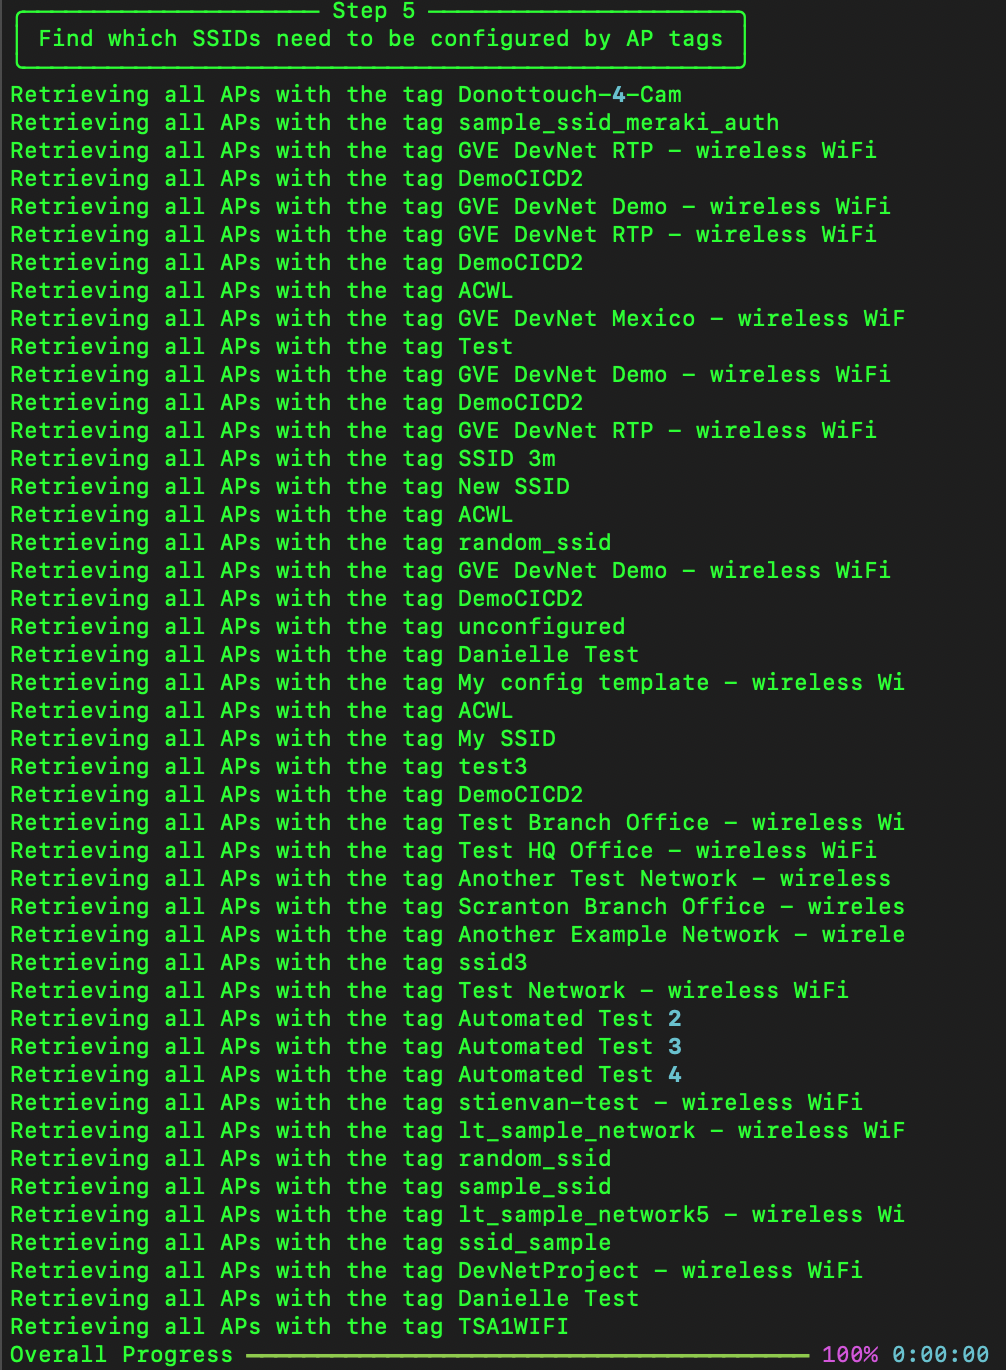 Step 5
Find which SSIDs need to be configured by AP tags
Retrieving all APs with the tag Donottouch-4-Cam
Retrieving all APs with the tag sample_ssid_meraki_auth
Retrieving all APs with the tag GVE DevNet RTP - wireless WiFi
Retrieving all APs with the tag DemoCICD2
Retrieving all APs with the tag GVE DevNet Demo - wireless WiFi
Retrieving all APs with the tag GVE DevNet RTP - wireless WiFi
Retrieving all APs with the tag DemoCICD2
Retrieving all APs with the tag ACWL
Retrieving all APs with the tag GVE DevNet Mexico - wireless WiF
Retrieving all APs with the tag Test
Retrieving all APs with the tag GVE DevNet Demo - wireless WiFi
Retrieving all APs with the tag DemoCICD2
Retrieving all APs with the tag GVE DevNet RTP - wireless WiFi
Retrieving all APs with the tag SSID 3m
Retrieving all APs with the tag New SSID
Retrieving all APs with the tag ACWL
Retrieving all APs with the tag random_ssid
Retrieving all APs with the tag GVE DevNet Demo - wireless WiFi
Retrieving all APs with the tag DemoCICD2
Retrieving all APs with the tag unconfigured
Retrieving all APs with the tag Danielle Test
Retrieving all APs with the tag My config template - wireless Wi
Retrieving all APs with the tag ACWL
Retrieving all APs with the tag My SSID
Retrieving all APs with the tag test3
Retrieving all APs with the tag DemoCICD2
Retrieving all APs with the tag Test Branch Office - wireless Wi
Retrieving all APs with the tag Test HQ Office - wireless WiFi
Retrieving all APs with the tag Another Test Network - wireless
Retrieving all APs with the tag Scranton Branch Office - wireles
Retrieving all APs with the tag Another Example Network - wirele
Retrieving all APs with the tag ssid3
Retrieving all APs with the tag Test Network - wireless WiFi
Retrieving all APs with the tag Automated Test 2
Retrieving all APs with the tag Automated Test 3
Retrieving all APs with the tag Automated Test 4
Retrieving all APs with the tag stienvan-test - wireless WiFi
Retrieving all APs with the tag lt_sample_network - wireless WiF
Retrieving all APs with the tag random_ssid
Retrieving all APs with the tag sample_ssid
Retrieving all APs with the tag lt_sample_network5 - wireless Wi
Retrieving all APs with the tag ssid_sample
Retrieving all APs with the tag DevNetProject - wireless WiFi
Retrieving all APs with the tag Danielle Test
Retrieving all APs with the tag TSA1WIFI
Overall Progress 100% 0:00:00